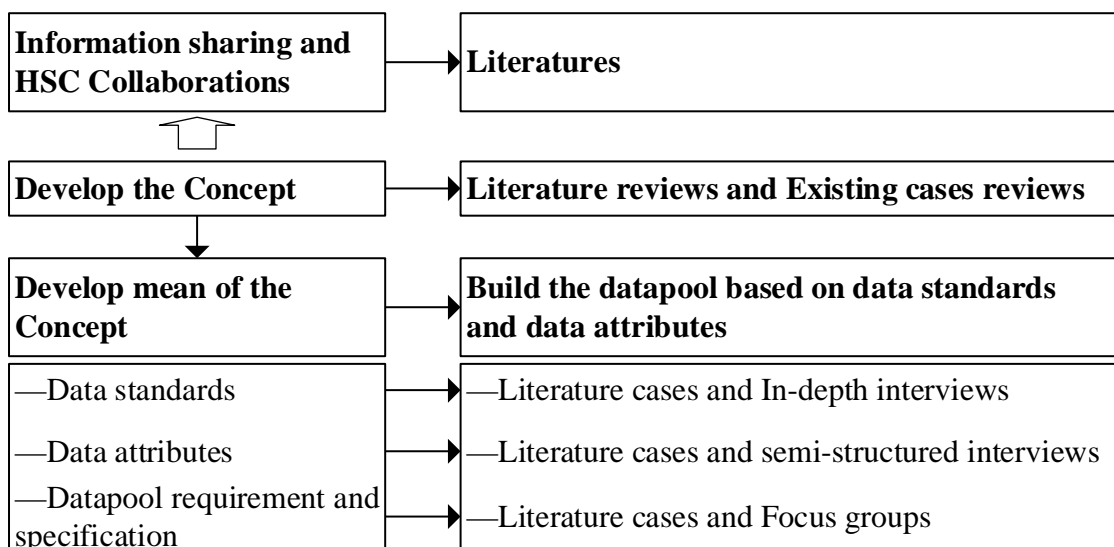 Information sharing and
HSC Collaborations
Literatures
Develop the Concept
Literature reviews and Existing cases reviews
Develop mean of the
Concept
Build the datapool based on data standards
and data attributes
—Data standards
—Literature cases and In-depth interviews
—Data attributes
—Literature cases and semi-structured interviews
—Datapool requirement and
specification
—Literature cases and Focus groups